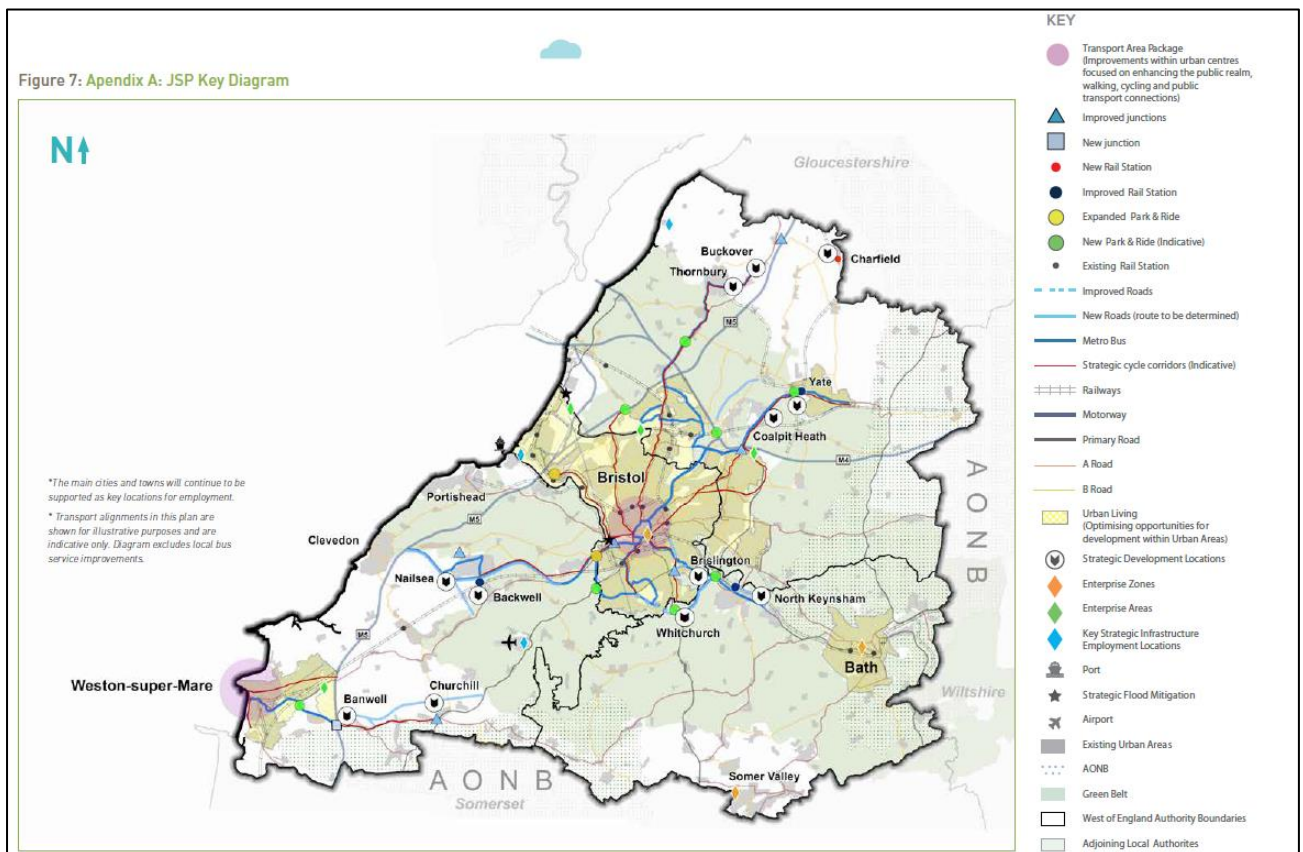 Figure 7: Apendix A: JSP Key Diagram
N
Gloucestershire
Buckover
Thornbury
Charfield
M5
Yate
Coalpit Heath
M4
AONB
*The main cities and towns will continue to
be supported as key locations for employment.
* Transport alignments in this plan are
shown for illustrative purposes and are
indicative only. Diagram excludes local bus
service improvements.
Bristol
Portishead
M5
Clevedon
Nailsea
Backwell
Brislington
North Keynsham
Whitchurch
Bath
M5
Weston-super-Mare
Banwell
Churchill
Wiltshire
AONB
Somerset
Somer Valley
KEY
Transport Area Package
(Improvements within urban centres
focused on enhancing the public realm,
walking, cycling and public
transport connections)
Improved junctions
New junction
New Rail Station
Improved Rail Station
Expanded Park & Ride
New Park & Ride (Indicative)
Existing Rail Station
Improved Roads
New Roads (route to be determined)
Metro Bus
Strategic cycle corridors (Indicative)
Railways
Motorway
Primary Road
A Road
B Road
Urban Living
(Optimising opportunities for
development within Urban Areas)
Strategic Development Locations
Enterprise Zones
Enterprise Areas
Key Strategic Infrastructure
Employment Locations
Port
Strategic Flood Mitigation
Airport
Existing Urban Areas
AONB
Green Belt
West of England Authority Boundaries
Adjoining Local Authorites